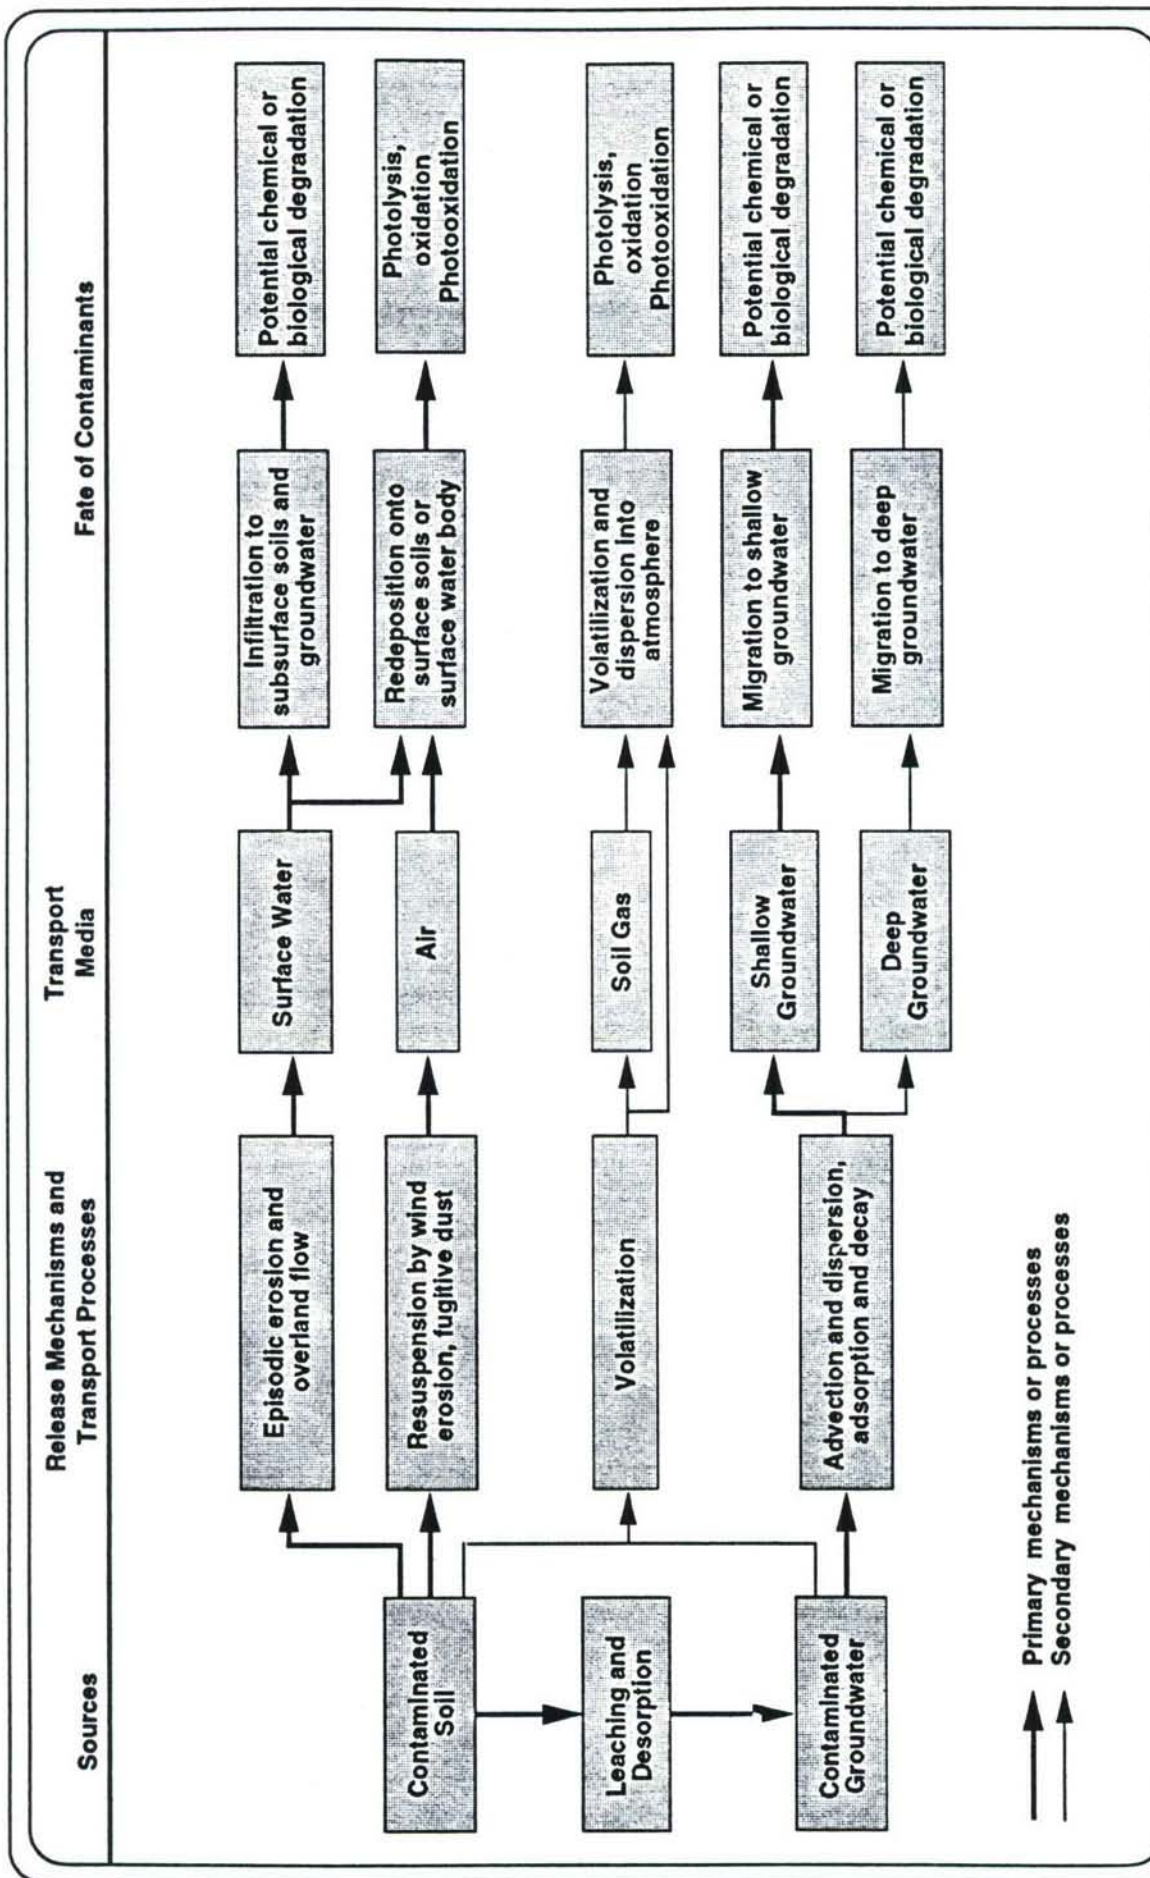 Sources
Release Mechanisms and
Transport Processes
Transport
Media
Fate of Contaminants
Episodic erosion and
overland flow
Surface Water
Infiltration to
subsurface soils and
groundwater
Potential chemical or
biological degradation
Contaminated
Soil
Resuspension by wind
erosion, fugitive dust
Air
Redeposition onto
surface soils or
surface water body
Photolysis,
oxidation
Photooxidation
Leaching and
Desorption
Volatilization
Soil Gas
Volatilization and
dispersion into
atmosphere
Photolysis,
oxidation
Photooxidation
Contaminated
Groundwater
Advection and dispersion,
adsorption and decay
Shallow
Groundwater
Migration to shallow
groundwater
Potential chemical or
biological degradation
Deep
Groundwater
Migration to deep
groundwater
Potential chemical or
biological degradation
Primary mechanisms or processes
Secondary mechanisms or processes